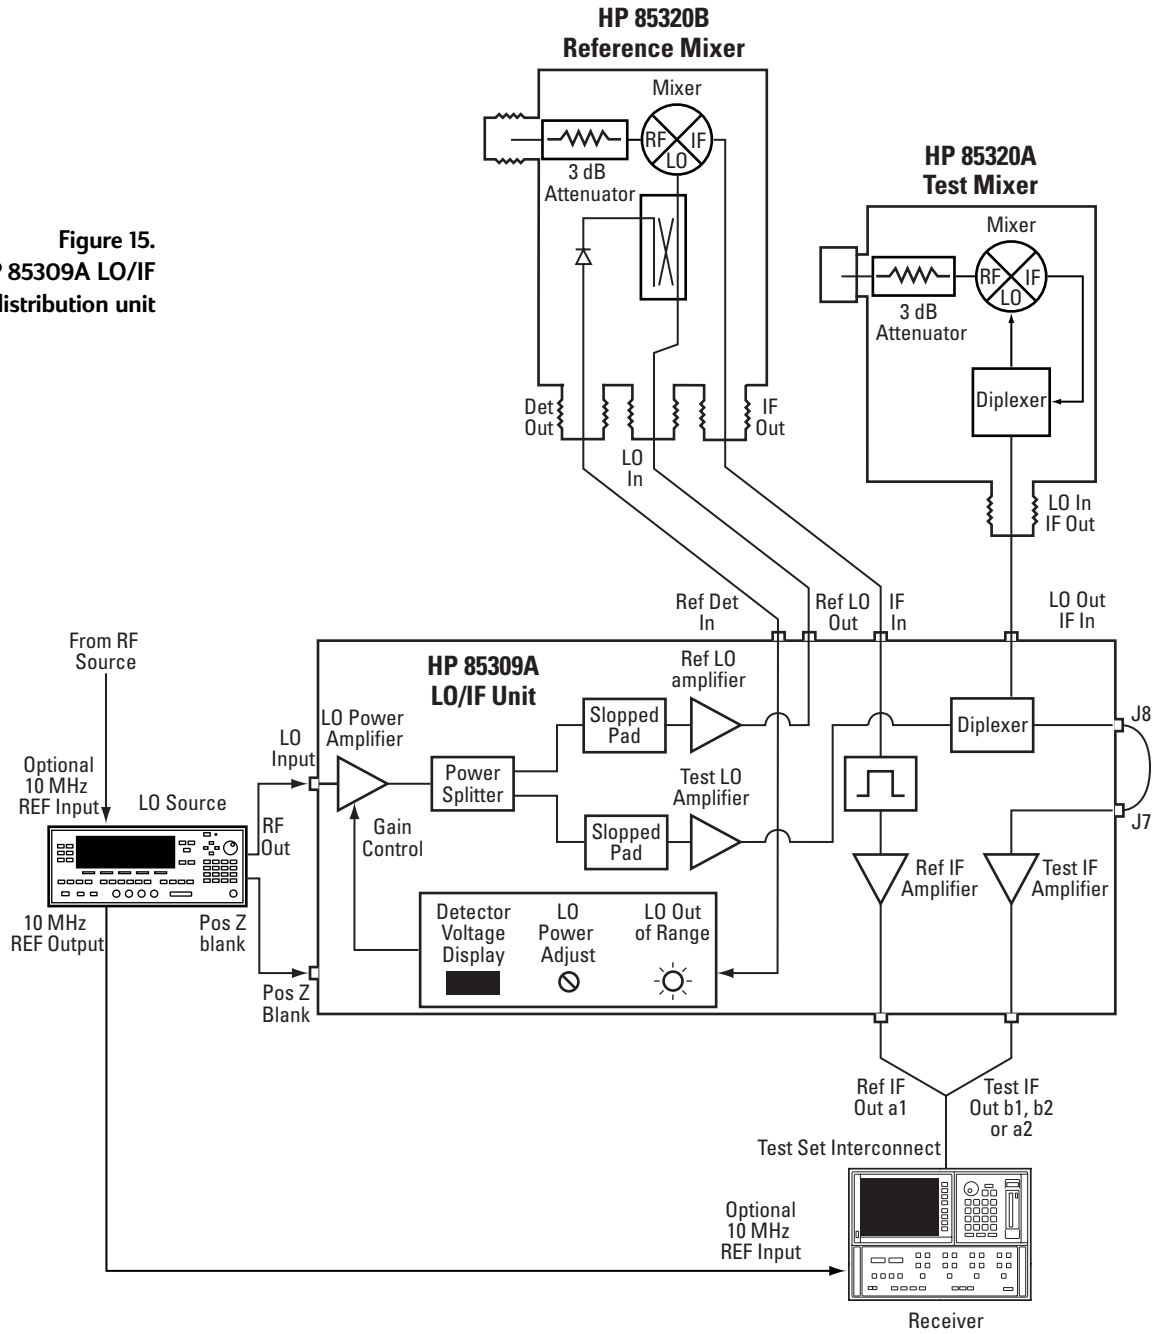 HP 85320B
Reference Mixer
Mixer
RF
IF
LO
3 dB
Attenuator
Det
Out
LO
In
IF
Out
HP 85320A
Test Mixer
Mixer
RF
IF
LO
3 dB
Attenuator
Diplexer
LO In
IF Out
Figure 15.
85309A LO/IF
distribution unit
Ref Det
In
Ref LO
Out
IF
In
LO Out
IF In
From RF
Source
HP 85309A
LO/IF Unit
Ref LO
amplifier
LO Power
Amplifier
LO
Input
Slopped
Pad
Diplexer
J8
Optional
10 MHz
REF Input
LO Source
Power
Splitter
Test LO
Amplifier
RF
Out
Gain
Control
Slopped
Pad
J7
Ref IF
Amplifier
Test IF
Amplifier
10 MHz
REF Output
Pos Z
blank
Detector
Voltage
Display
LO
Power
Adjust
LO Out
of Range
Pos Z
Blank
Ref IF
Out a1
Test IF
Out b1, b2
or a2
Test Set Interconnect
Optional
10 MHz
REF Input
Receiver